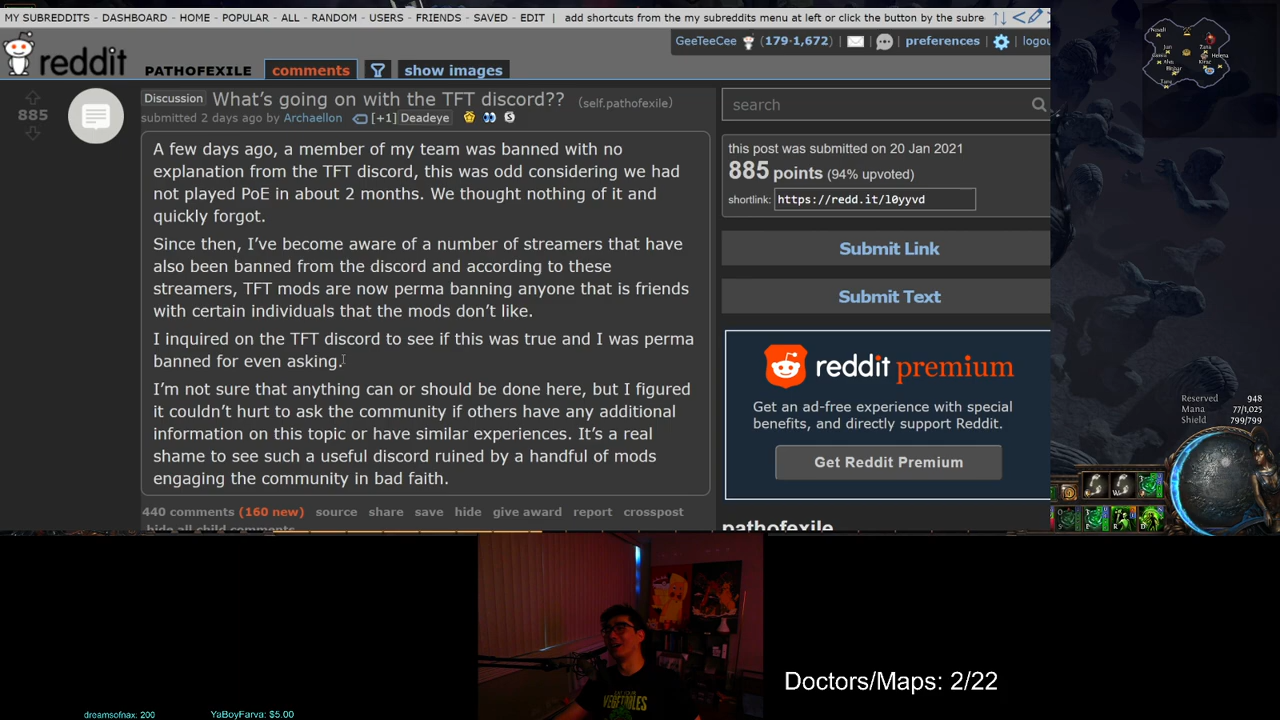 MY SUBREDDITS - DASHBOARD - HOME - POPULAR - ALL - RANDOM - USERS - FRIENDS - SAVED - EDIT | add shortcuts from the my subreddits menu at left or click the button by the subre
GeeTeeCee (179·1,672) | | | preferences | | logou
reddit PATHOFEXILE comments show images
885
Discussion What's going on with the TFT discord?? (self.pathofexile)
submitted 2 days ago by Archaellon [+1] Deadeye
A few days ago, a member of my team was banned with no
explanation from the TFT discord, this was odd considering we had
not played PoE in about 2 months. We thought nothing of it and
quickly forgot.
Since then, I've become aware of a number of streamers that have
also been banned from the discord and according to these
streamers, TFT mods are now perma banning anyone that is friends
with certain individuals that the mods don't like.
I inquired on the TFT discord to see if this was true and I was perma
banned for even asking.
I'm not sure that anything can or should be done here, but I figured
it couldn't hurt to ask the community if others have any additional
information on this topic or have similar experiences. It's a real
shame to see such a useful discord ruined by a handful of mods
engaging the community in bad faith.
440 comments (160 new) source share save hide give award report crosspost
hide all child comments
search
this post was submitted on 20 Jan 2021
885 points (94% upvoted)
shortlink: https://redd.it/l0yyvd
Submit Link
Submit Text
reddit premium
Get an ad-free experience with special
benefits, and directly support Reddit.
Get Reddit Premium
pathofexile
Reserved 948
Mana 77/1,025
Shield 799/799
VEGETABLES
Doctors/Maps: 2/22
dreamsofnax: 200 YaBoyFarva: $5.00